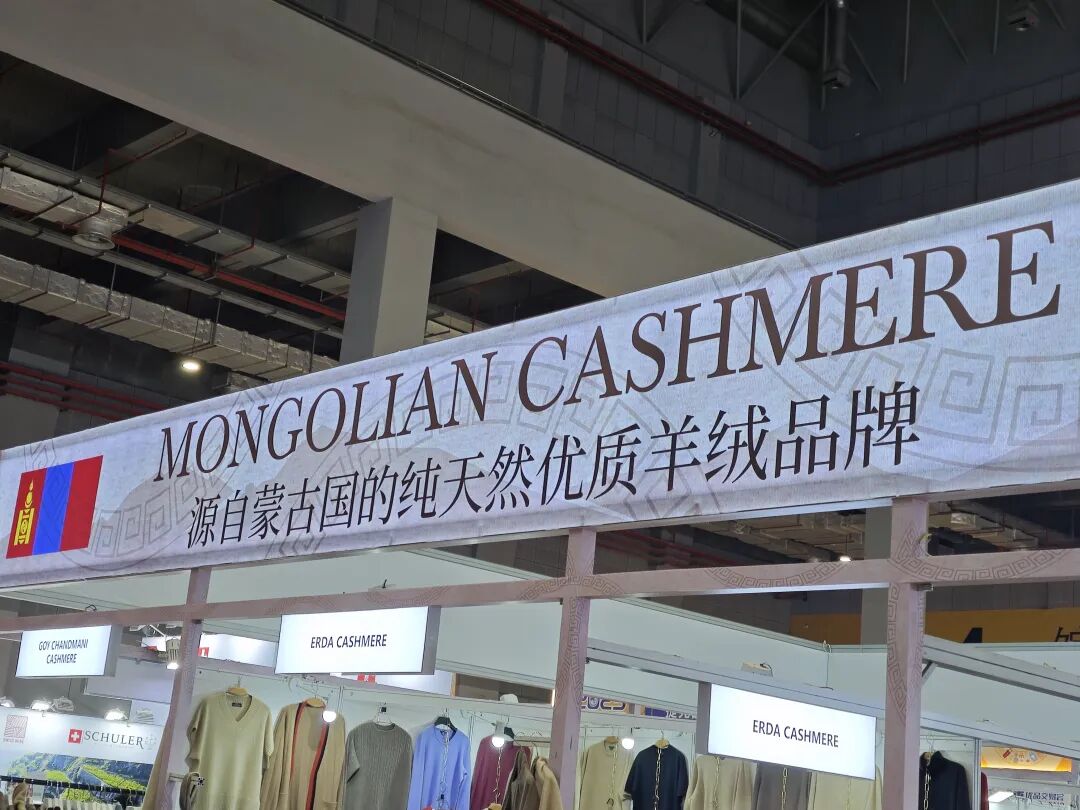 MONGOLIAN CASHMERE
源自蒙古国的纯天然优质羊绒品牌
GOY CHANDMANI
CASHMERE
ERDA CASHMERE
ERDA CASHMERE
SCHULER